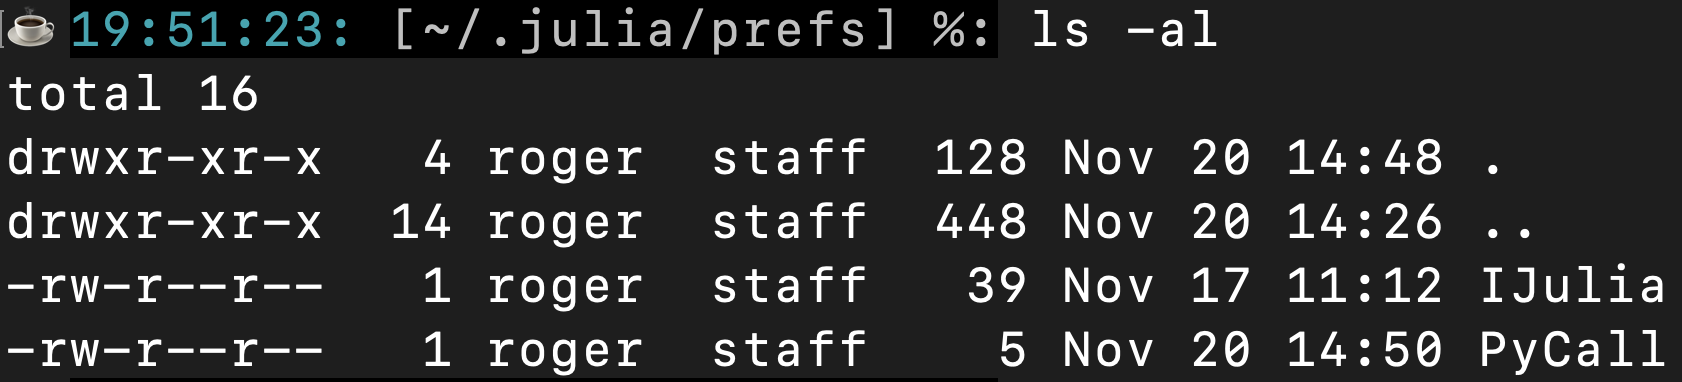 19:51:23: [~/.julia/prefs] %: ls -al
total 16
drwxr-xr-x   4 roger  staff  128 Nov 20 14:48 .
drwxr-xr-x  14 roger  staff  448 Nov 20 14:26 ..
-rw-r--r--   1 roger  staff   39 Nov 17 11:12 IJulia
-rw-r--r--   1 roger  staff    5 Nov 20 14:50 PyCall